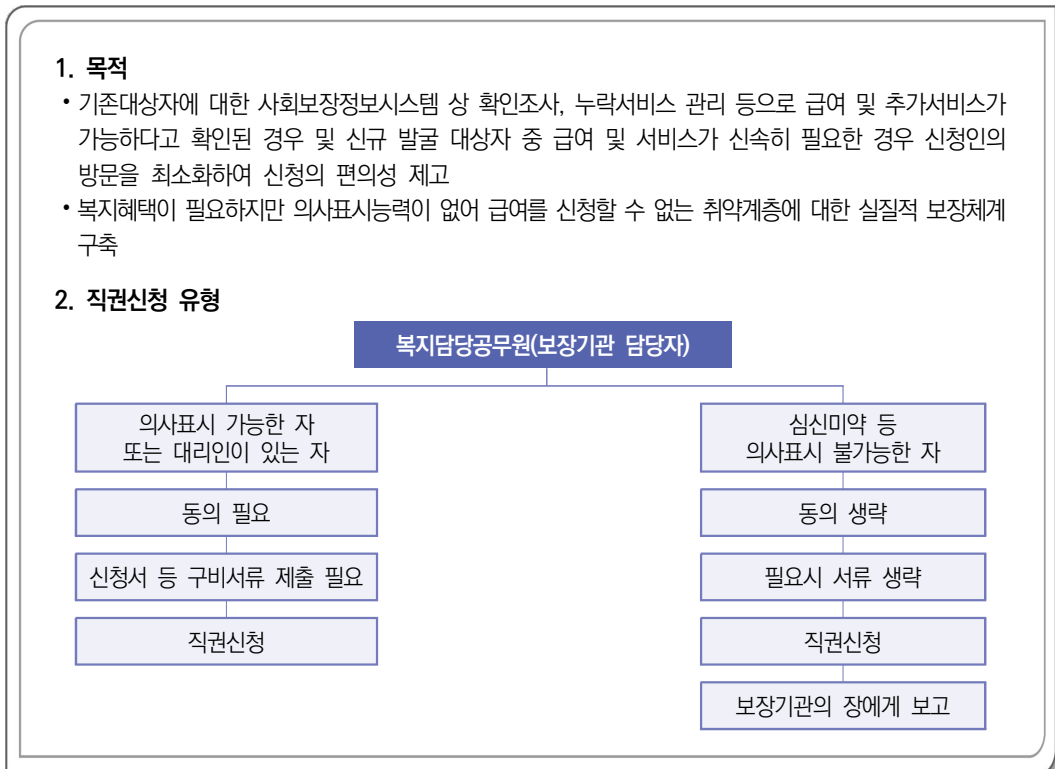 1. 목적
• 기존대상자에 대한 사회보장정보시스템 상 확인조사, 누락서비스 관리 등으로 급여 및 추가서비스가
가능하다고 확인된 경우 및 신규 발굴 대상자 중 급여 및 서비스가 신속히 필요한 경우 신청인의
방문을 최소화하여 신청의 편의성 제고
• 복지혜택이 필요하지만 의사표시능력이 없어 급여를 신청할 수 없는 취약계층에 대한 실질적 보장체계
구축
2. 직권신청 유형
복지담당공무원(보장기관 담당자)
의사표시 가능한 자
또는 대리인이 있는 자
동의 필요
신청서 등 구비서류 제출 필요
직권신청
심신미약 등
의사표시 불가능한 자
동의 생략
필요시 서류 생략
직권신청
보장기관의 장에게 보고